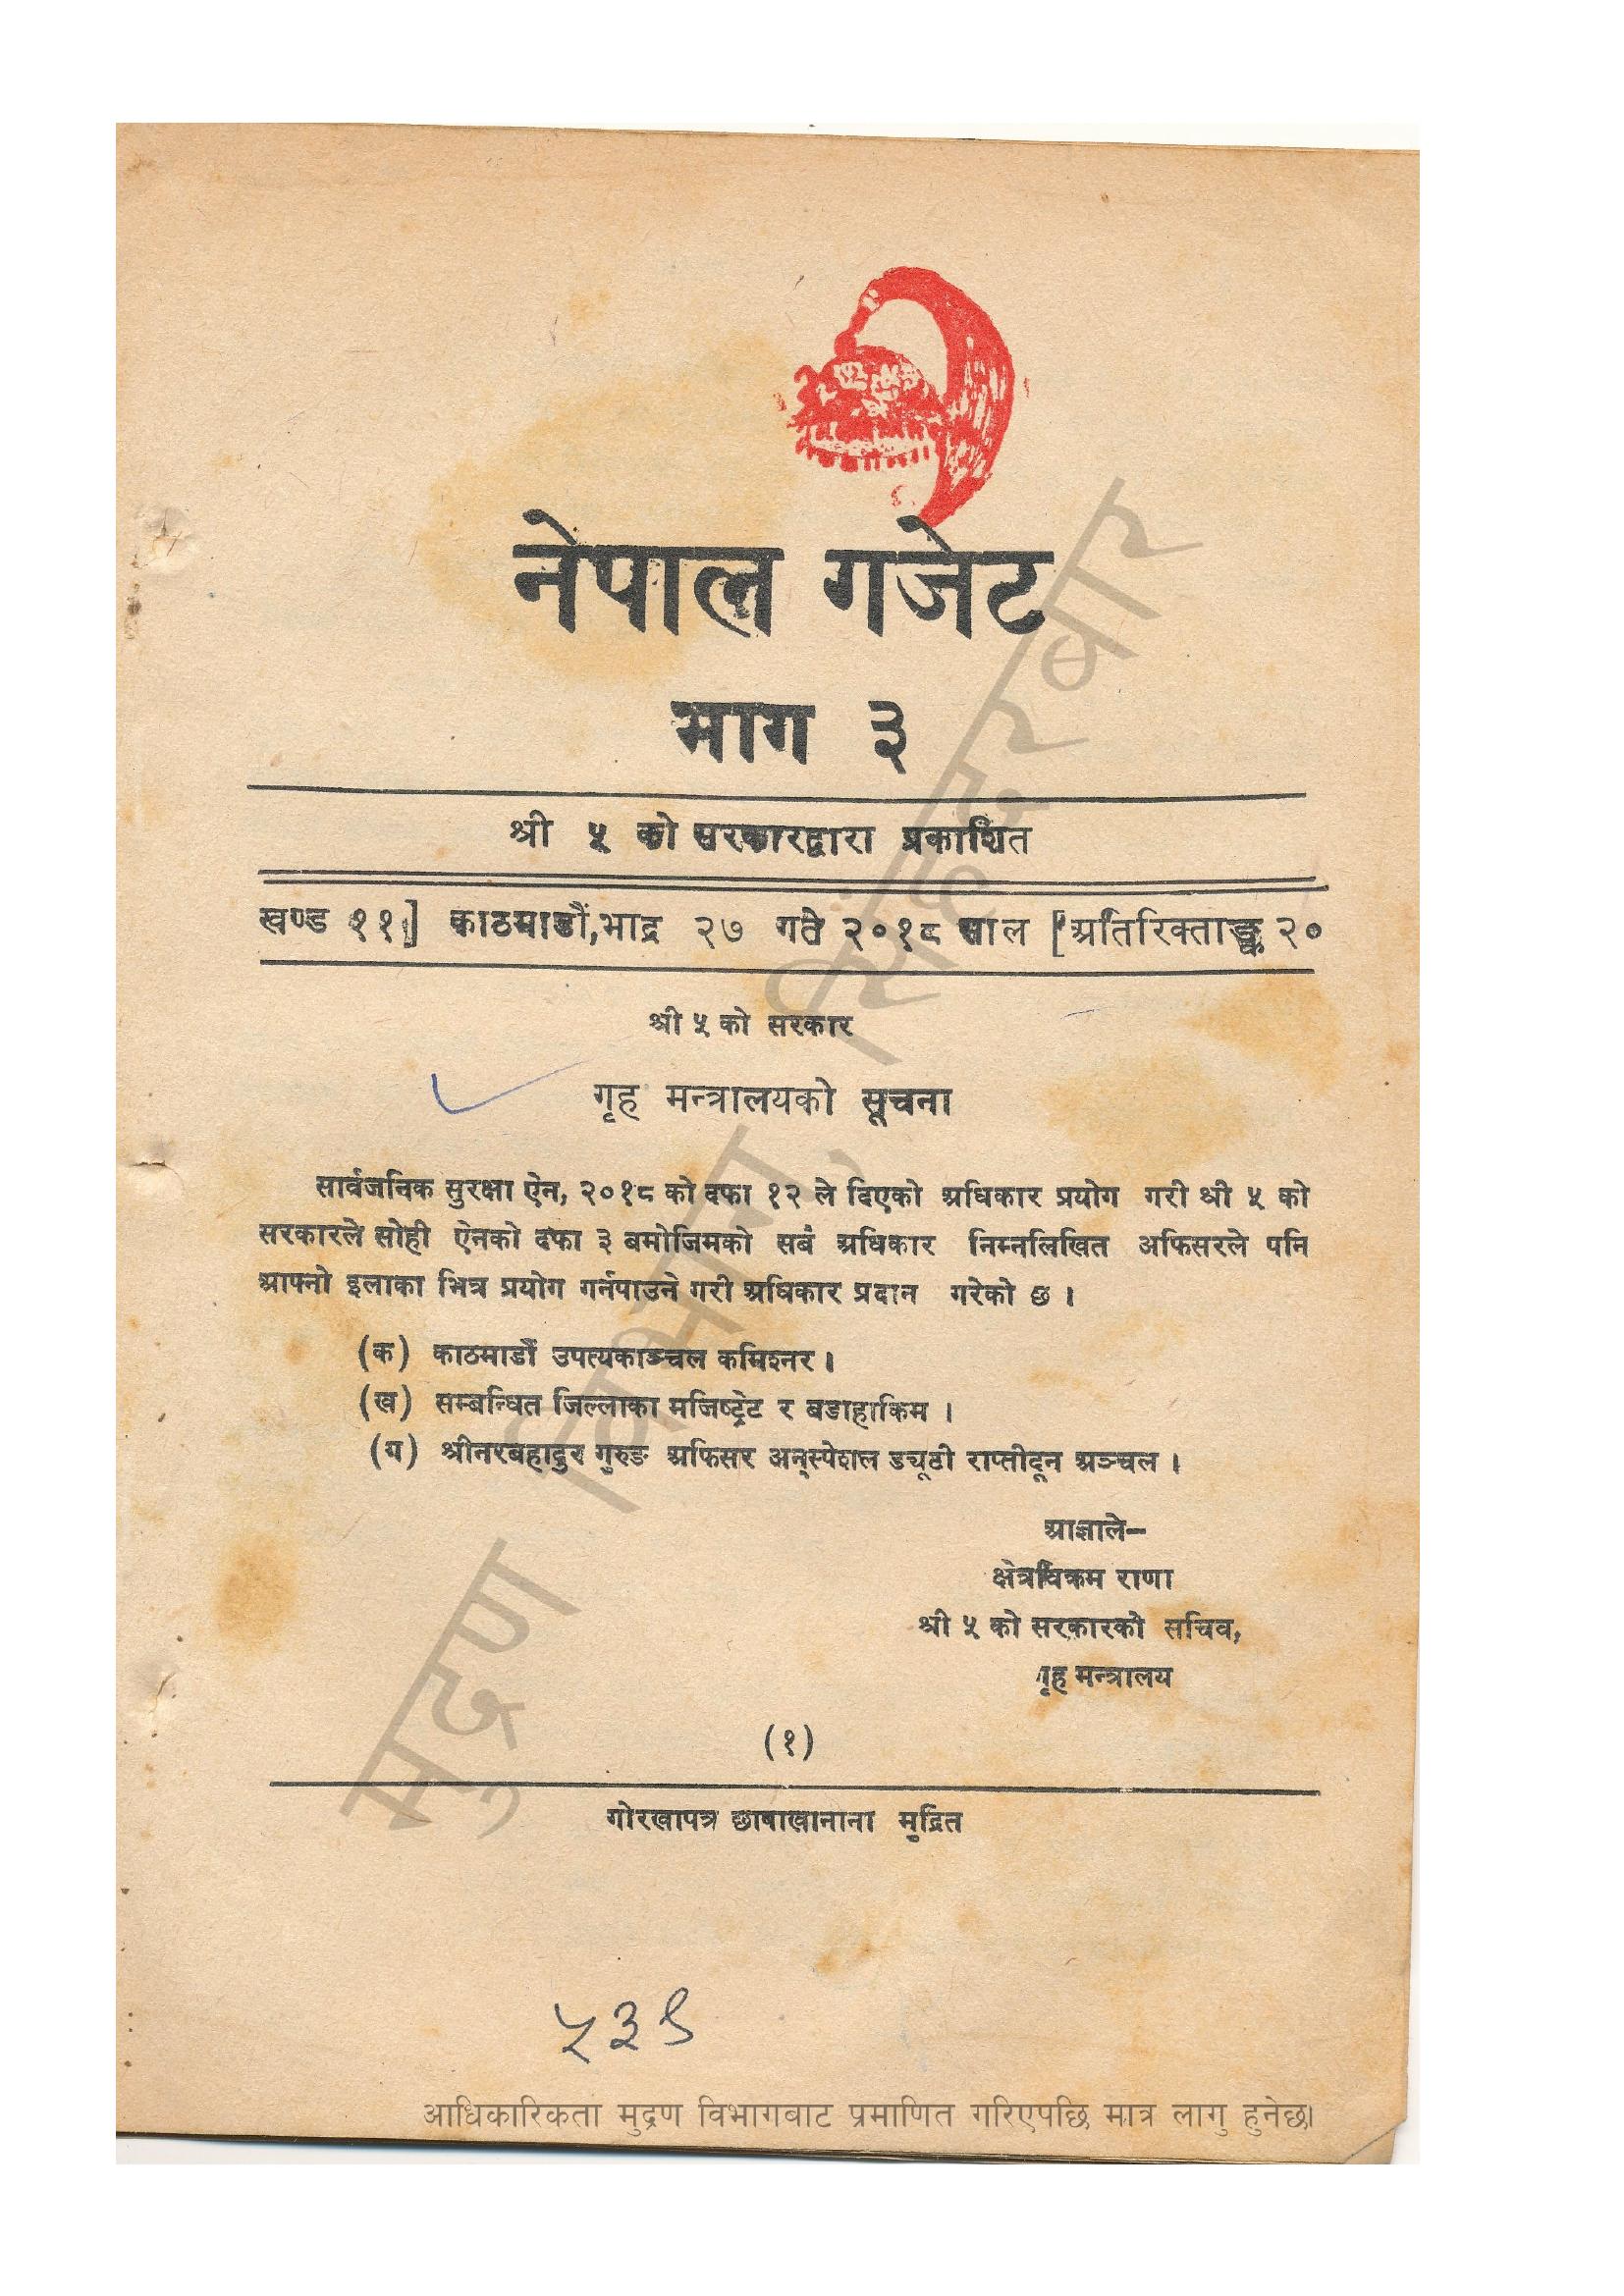 नेपाल गजेट
भाग ३
श्री ५ को सरकारद्वारा प्रकाशित
खण्ड ११] काठमाडौं, भाद्र २७ गते २०१८ साल [अतिरिक्ताङ्क २०
श्री ५ को सरकार
गृह मन्त्रालयको सूचना
सार्वजनिक सुरक्षा ऐन, २०१८ को दफा १२ ले दिएको अधिकार प्रयोग गरी श्री ५ को
सरकारले सोही ऐनको दफा ३ बमोजिमको सबै अधिकार निम्नलिखित अफिसरले पनि
आफ्नो इलाका भित्र प्रयोग गर्नपाउने गरी अधिकार प्रदान गरेको छ ।
(क) काठमाडौं उपत्यकाञ्चल कमिश्नर ।
(ख) सम्बन्धित जिल्लाका मजिष्ट्रेट र बडाहाकिम ।
(ग) श्रीनरबहादुर गुरुङ अफिसर अन्स्पेशल ड्यूठी राप्तीदून अञ्चल ।
आज्ञाले–
क्षेत्रविक्रम राणा
श्री ५ को सरकारको सचिव,
गृह मन्त्रालय
(१)
गोरखापत्र छापाखानाना मुद्रित
५३९
मुद्रण विभाग, सिंहदरबार
आधिकारिकता मुद्रण विभागबाट प्रमाणित गरिएपछि मात्र लागु हुनेछ।